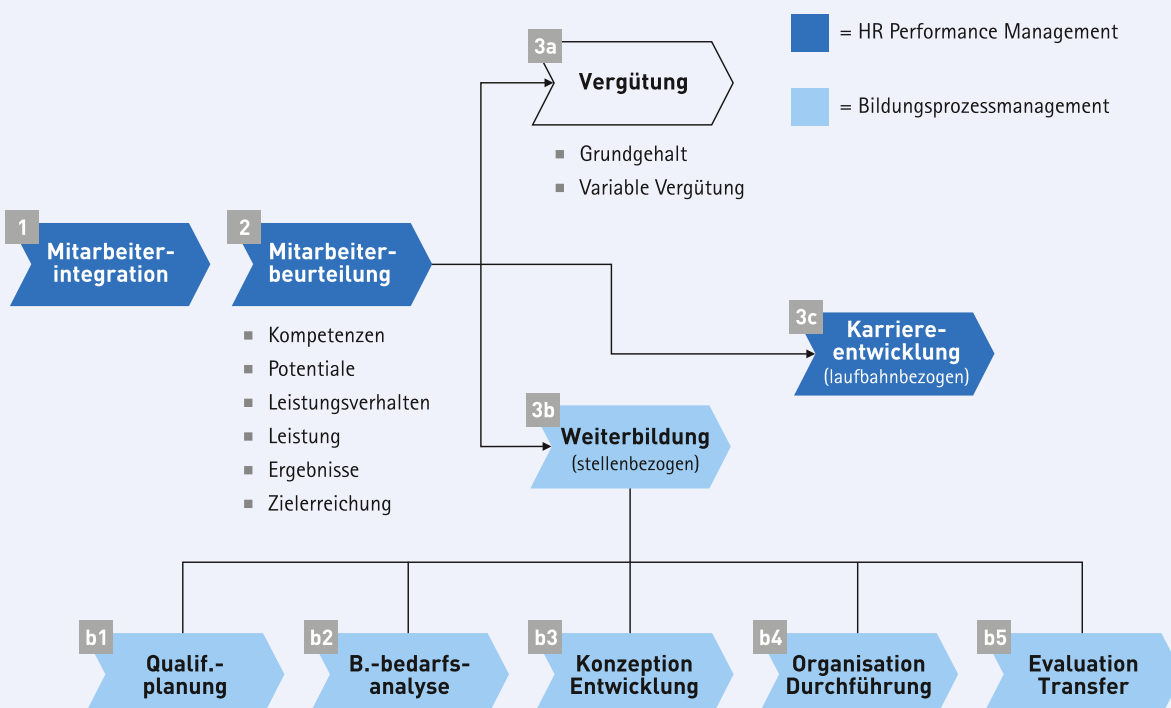 = HR Performance Management
= Bildungsprozessmanagement
3a
Vergütung
Grundgehalt
Variable Vergütung
1
Mitarbeiter-
integration
2
Mitarbeiter-
beurteilung
Kompetenzen
Potentiale
Leistungsverhalten
Leistung
Ergebnisse
Zielerreichung
3c
Karriere-
entwicklung
(laufbahnbezogen)
3b
Weiterbildung
(stellenbezogen)
b1
Qualif.-
planung
b2
B.-bedarfs-
analyse
b3
Konzeption
Entwicklung
b4
Organisation
Durchführung
b5
Evaluation
Transfer